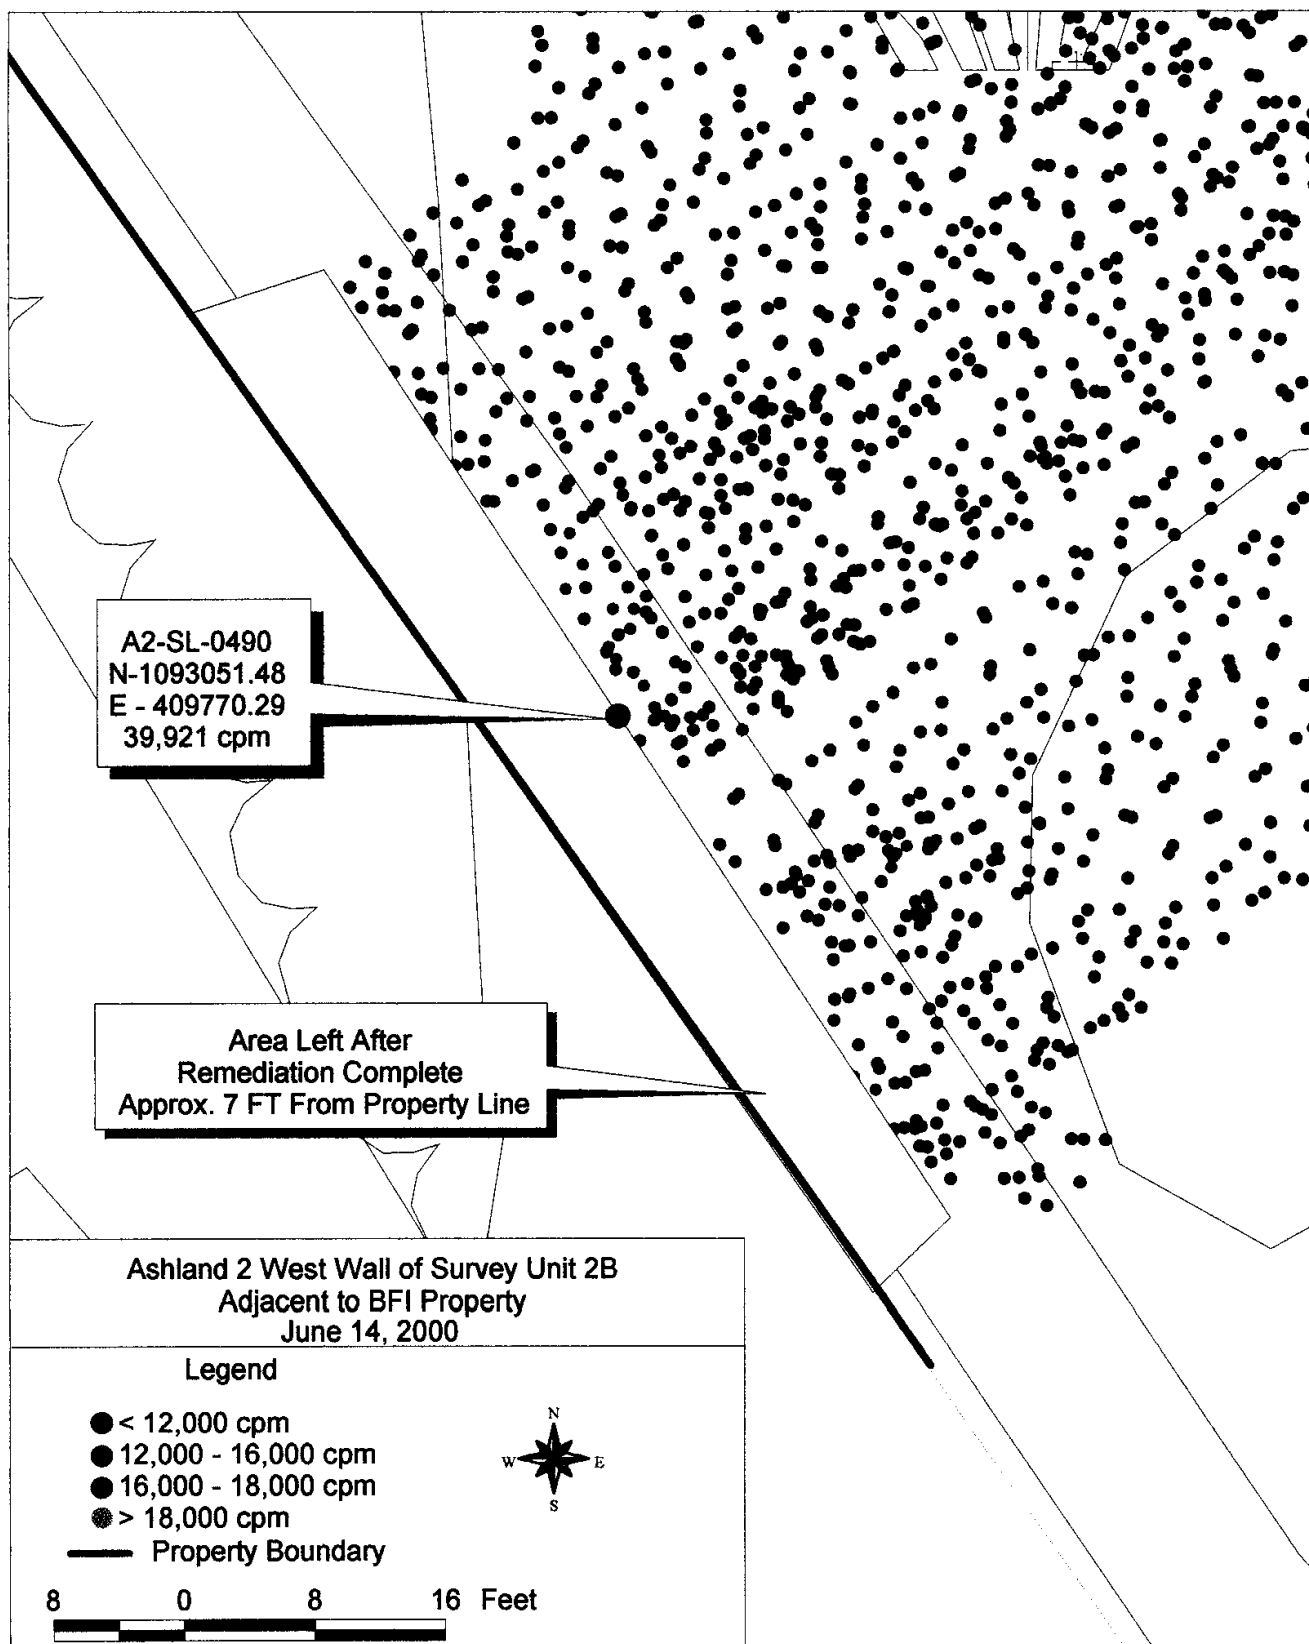 A2-SL-0490
N-1093051.48
E - 409770.29
39,921 cpm
Area Left After
Remediation Complete
Approx. 7 FT From Property Line
Ashland 2 West Wall of Survey Unit 2B
Adjacent to BFI Property
June 14, 2000
Legend
< 12,000 cpm
12,000 - 16,000 cpm
16,000 - 18,000 cpm
> 18,000 cpm
Property Boundary
N
W E
S
8 0 8 16 Feet